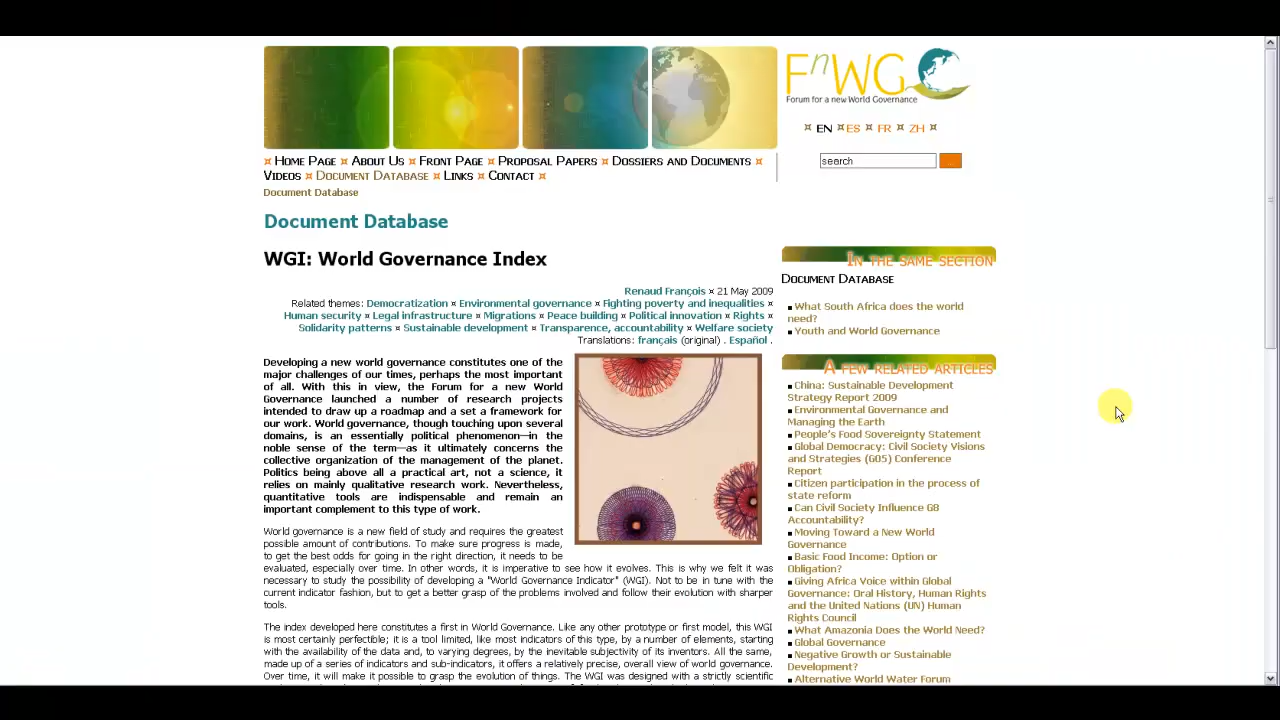 FnWG
Forum for a new World Governance
¤ EN ¤ ES ¤ FR ¤ ZH ¤
¤ Home Page ¤ About Us ¤ Front Page ¤ Proposal Papers ¤ Dossiers and Documents ¤
Videos ¤ Document Database ¤ Links ¤ Contact ¤
search
Document Database
Document Database
WGI: World Governance Index
Renaud François ¤ 21 May 2009
Related themes: Democratization ¤ Environmental governance ¤ Fighting poverty and inequalities ¤
Human security ¤ Legal infrastructure ¤ Migrations ¤ Peace building ¤ Political innovation ¤ Rights ¤
Solidarity patterns ¤ Sustainable development ¤ Transparence, accountability ¤ Welfare society
Translations: français (original) . Español .
Developing a new world governance constitutes one of the
major challenges of our times, perhaps the most important
of all. With this in view, the Forum for a new World
Governance launched a number of research projects
intended to draw up a roadmap and a set a framework for
our work. World governance, though touching upon several
domains, is an essentially political phenomenon—in the
noble sense of the term—as it ultimately concerns the
collective organization of the management of the planet.
Politics being above all a practical art, not a science, it
relies on mainly qualitative research work. Nevertheless,
quantitative tools are indispensable and remain an
important complement to this type of work.
World governance is a new field of study and requires the greatest
possible amount of contributions. To make sure progress is made,
to get the best odds for going in the right direction, it needs to be
evaluated, especially over time. In other words, it is imperative to see how it evolves. This is why we felt it was
necessary to study the possibility of developing a "World Governance Indicator" (WGI). Not to be in tune with the
current indicator fashion, but to get a better grasp of the problems involved and follow their evolution with sharper
tools.
The index developed here constitutes a first in World Governance. Like any other prototype or first model, this WGI
is most certainly perfectible; it is a tool limited, like most indicators of this type, by a number of elements, starting
with the availability of the data and, to varying degrees, by the inevitable subjectivity of its inventors. All the same,
made up of a series of indicators and sub-indicators, it offers a relatively precise, overall view of world governance.
Over time, it will make it possible to grasp the evolution of things. The WGI was designed with a strictly scientific
In the same section
Document Database
What South Africa does the world
need?
Youth and World Governance
A few related articles
China: Sustainable Development
Strategy Report 2009
Environmental Governance and
Managing the Earth
People's Food Sovereignty Statement
Global Democracy: Civil Society Visions
and Strategies (G05) Conference
Report
Citizen participation in the process of
state reform
Can Civil Society Influence G8
Accountability?
Moving Toward a New World
Governance
Basic Food Income: Option or
Obligation?
Giving Africa Voice within Global
Governance: Oral History, Human Rights
and the United Nations (UN) Human
Rights Council
What Amazonia Does the World Need?
Global Governance
Negative Growth or Sustainable
Development?
Alternative World Water Forum